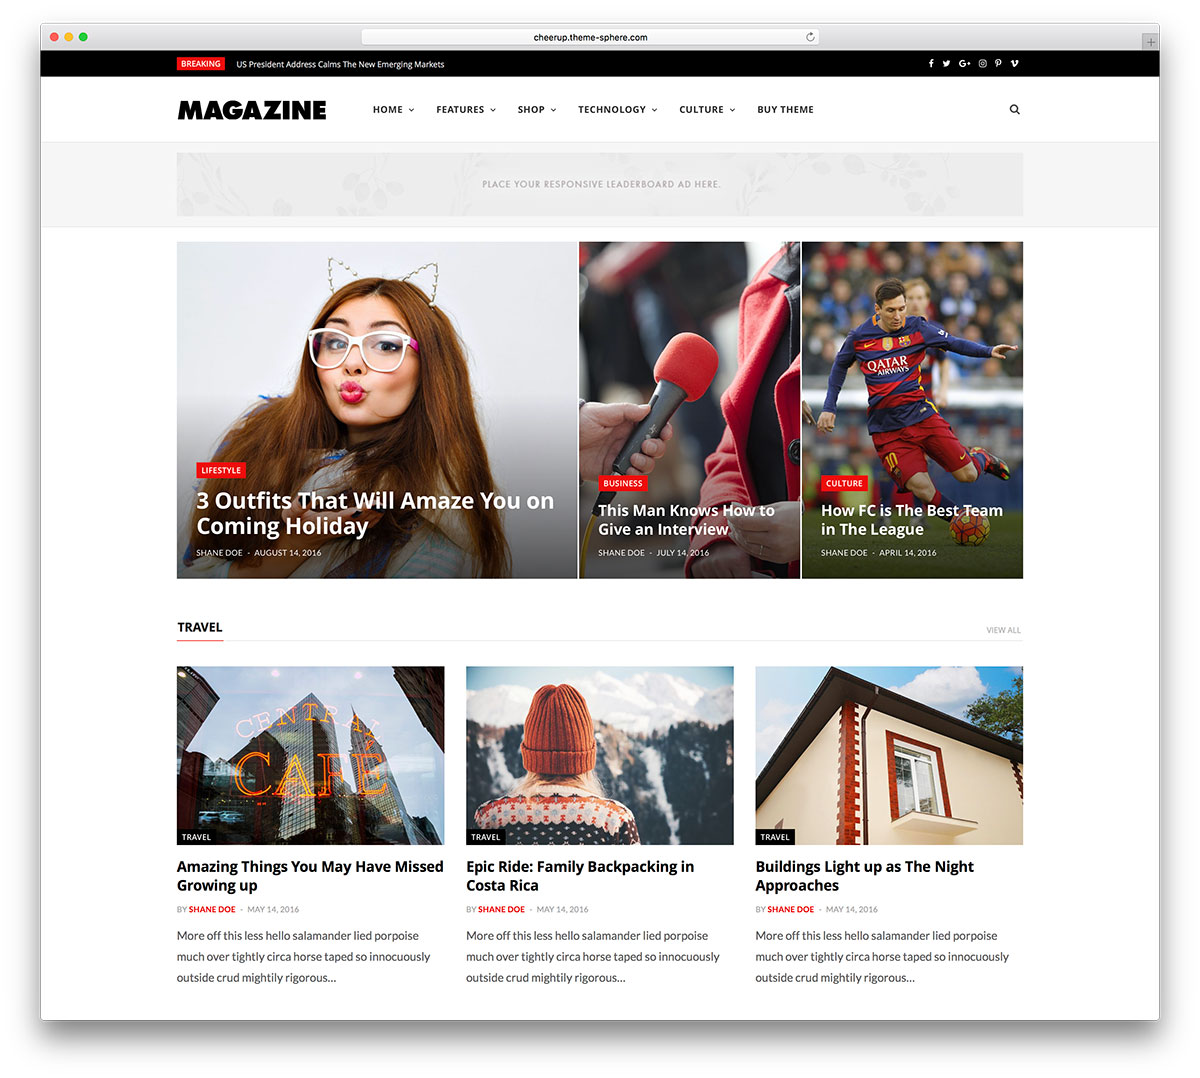 cheerup.theme-sphere.com
BREAKING
US President Address Calms The New Emerging Markets
MAGAZINE
HOME
FEATURES
SHOP
TECHNOLOGY
CULTURE
BUY THEME
PLACE YOUR RESPONSIVE LEADERBOARD AD HERE.
LIFESTYLE
3 Outfits That Will Amaze You on
Coming Holiday
SHANE DOE - AUGUST 14, 2016
BUSINESS
This Man Knows How to
Give an Interview
SHANE DOE - JULY 14, 2016
QATAR
AIRWAYS
10
CULTURE
How FC is The Best Team
in The League
SHANE DOE - APRIL 14, 2016
TRAVEL
VIEW ALL
CENTRAL
CAFE
TRAVEL
Amazing Things You May Have Missed
Growing up
BY SHANE DOE - MAY 14, 2016
More off this less hello salamander lied porpoise
much over tightly circa horse taped so innocuously
outside crud mightily rigorous...
TRAVEL
Epic Ride: Family Backpacking in
Costa Rica
BY SHANE DOE - MAY 14, 2016
More off this less hello salamander lied porpoise
much over tightly circa horse taped so innocuously
outside crud mightily rigorous...
TRAVEL
Buildings Light up as The Night
Approaches
BY SHANE DOE - MAY 14, 2016
More off this less hello salamander lied porpoise
much over tightly circa horse taped so innocuously
outside crud mightily rigorous...